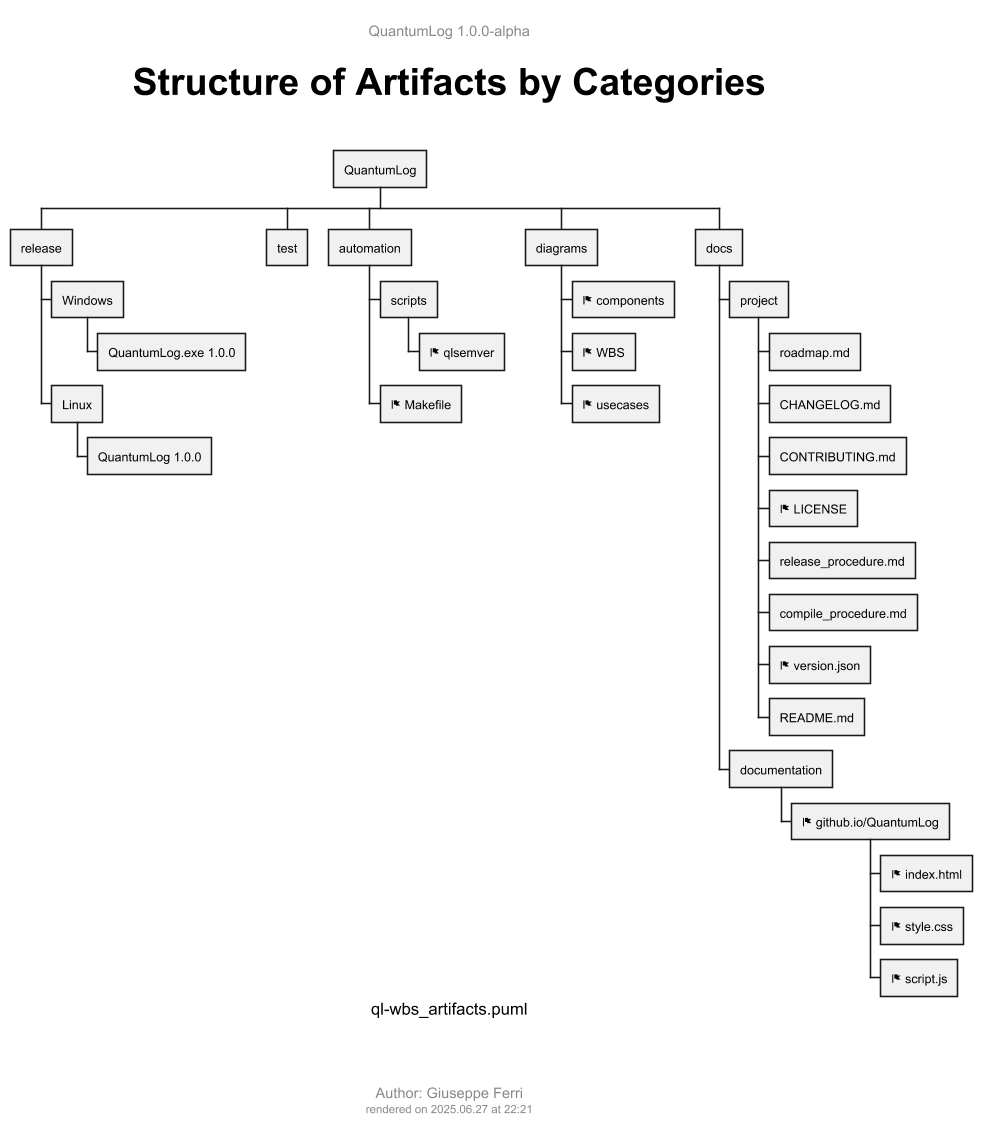 QuantumLog 1.0.0-alpha
Structure of Artifacts by Categories
QuantumLog
release
Windows
QuantumLog.exe 1.0.0
Linux
QuantumLog 1.0.0
test
automation
scripts
qlsemver
Makefile
diagrams
components
WBS
usecases
docs
project
roadmap.md
CHANGELOG.md
CONTRIBUTING.md
LICENSE
release_procedure.md
compile_procedure.md
version.json
README.md
documentation
github.io/QuantumLog
index.html
style.css
script.js
ql-wbs_artifacts.puml
Author: Giuseppe Ferri
rendered on 2025.06.27 at 22:21